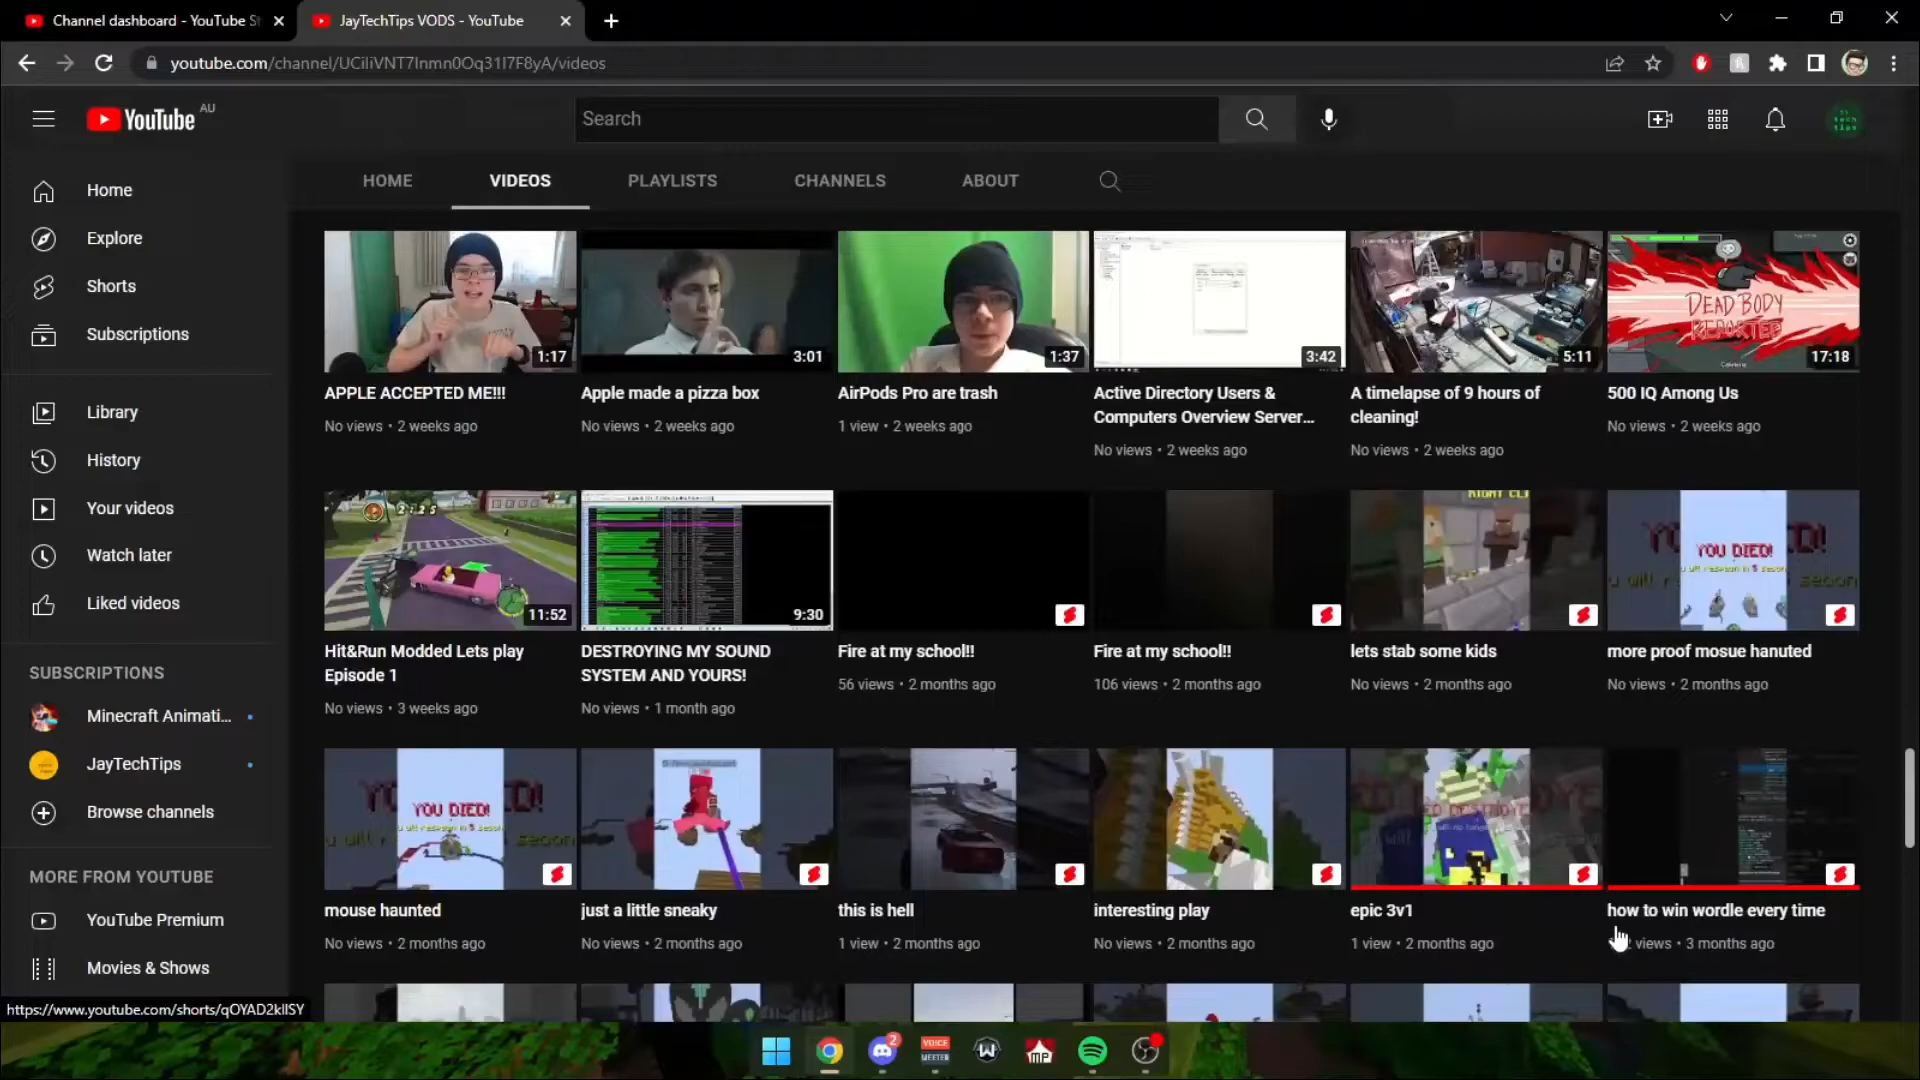 Channel dashboard - YouTube St
JayTechTips VODS - YouTube
youtube.com/channel/UCiliVNT7Inmn0Oq31I7F8yA/videos
YouTube AU
Search
HOME
VIDEOS
PLAYLISTS
CHANNELS
ABOUT
Home
Explore
Shorts
Subscriptions
Library
History
Your videos
Watch later
Liked videos
SUBSCRIPTIONS
Minecraft Animati...
JayTechTips
Browse channels
MORE FROM YOUTUBE
YouTube Premium
Movies & Shows
1:17
3:01
1:37
3:42
5:11
DEAD BODY
REPORTED
17:18
APPLE ACCEPTED ME!!!
No views • 2 weeks ago
Apple made a pizza box
No views • 2 weeks ago
AirPods Pro are trash
1 view • 2 weeks ago
Active Directory Users &
Computers Overview Server...
No views • 2 weeks ago
A timelapse of 9 hours of
cleaning!
No views • 2 weeks ago
500 IQ Among Us
No views • 2 weeks ago
2:25
11:52
9:30
RIGHT CLI
YOU DIED!
Hit&Run Modded Lets play
Episode 1
No views • 3 weeks ago
DESTROYING MY SOUND
SYSTEM AND YOURS!
No views • 1 month ago
Fire at my school!!
56 views • 2 months ago
Fire at my school!!
106 views • 2 months ago
lets stab some kids
No views • 2 months ago
more proof mosue hanuted
No views • 2 months ago
YOU DIED!
mouse haunted
No views • 2 months ago
just a little sneaky
No views • 2 months ago
this is hell
1 view • 2 months ago
interesting play
No views • 2 months ago
epic 3v1
1 view • 2 months ago
how to win wordle every time
views • 3 months ago
https://www.youtube.com/shorts/qOYAD2kIlSY
2
VOICE
MEETER
MP